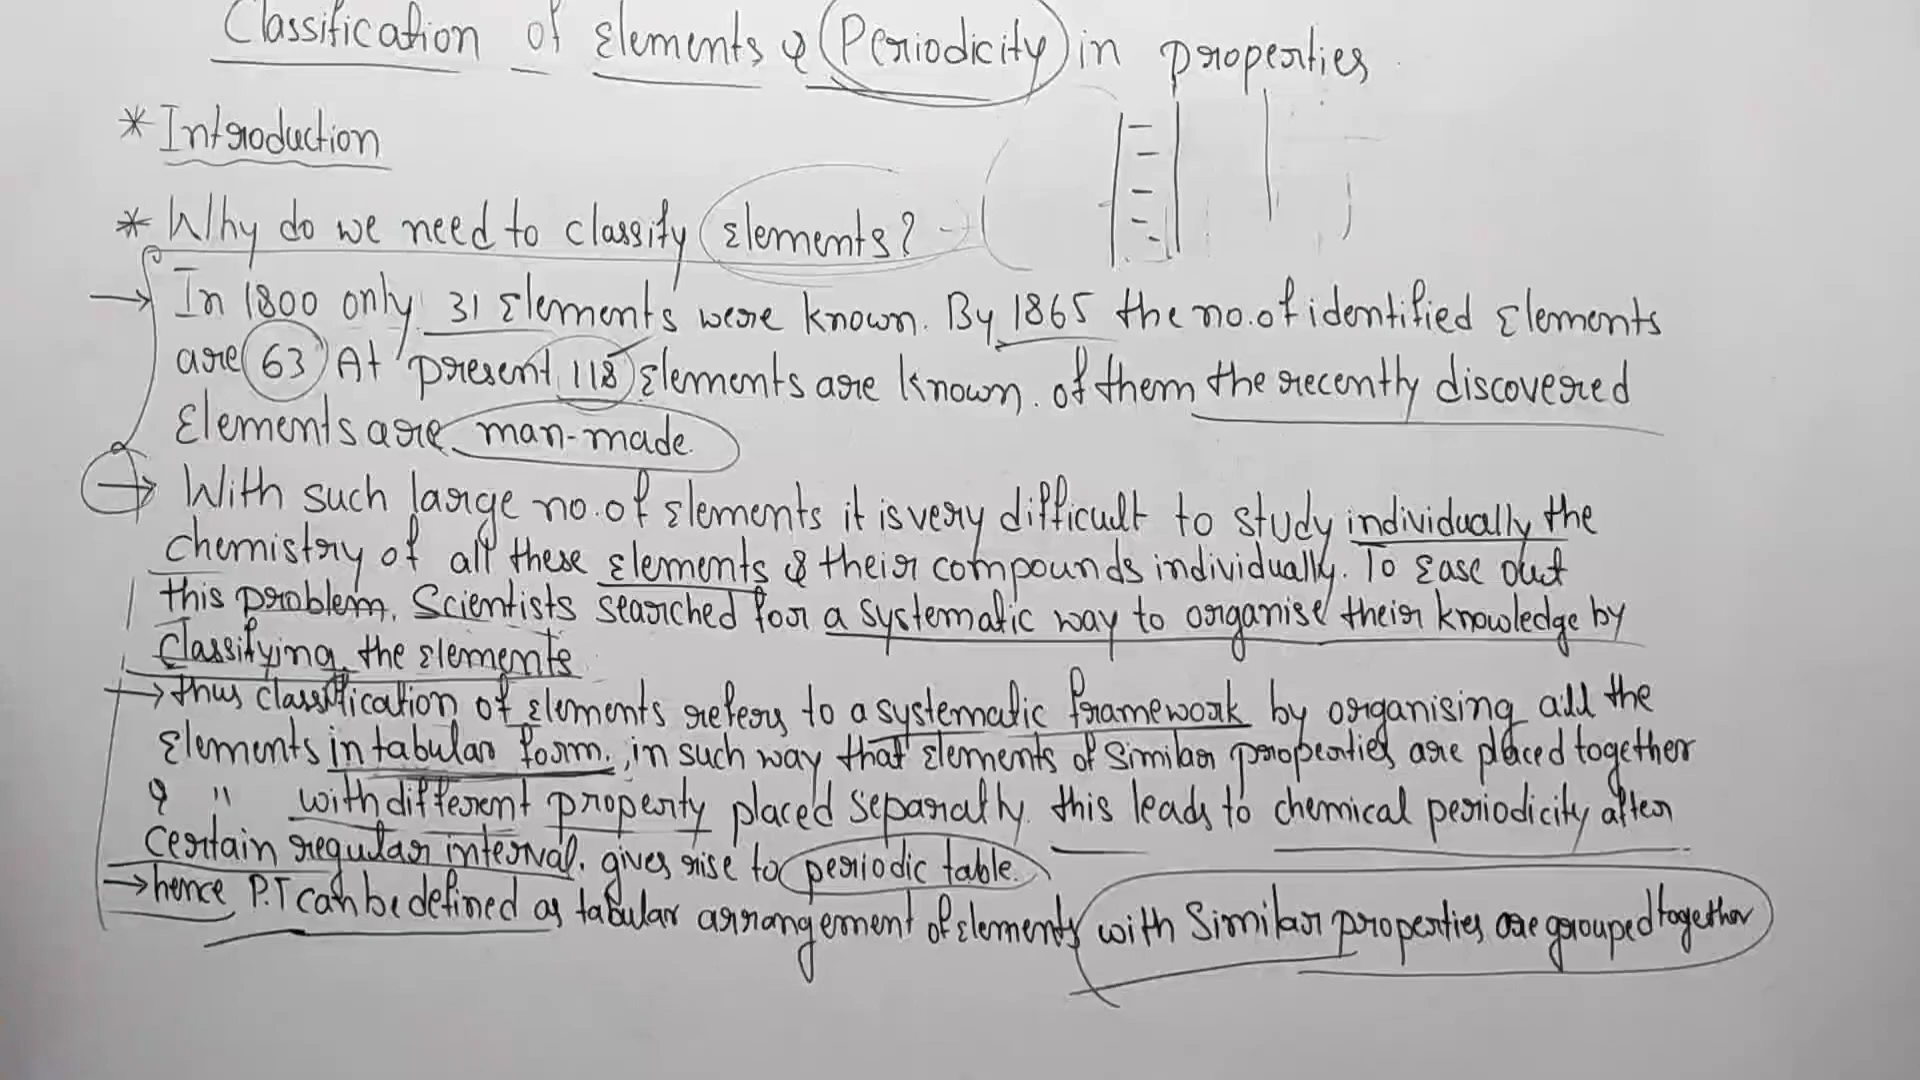 Classification of Elements & Periodicity in properties
* Introduction
* Why do we need to classify Elements?
→ In 1800 only 31 Elements were known. By 1865 the no. of identified Elements
are 63 At present 118 Elements are known. of them the recently discovered
Elements are man-made.
→ With such large no. of Elements it is very difficult to study individually the
chemistry of all these Elements & their compounds individually. To Ease out
this problem, Scientists searched for a systematic way to organise their knowledge by
Classifying the elements
→ thus classification of Elements refers to a systematic framework by organising all the
Elements in tabular form, in such way that Elements of Similar properties are placed together
& " with different property placed separatly. this leads to chemical periodicity after
certain regular interval. gives rise to periodic table.
→ hence P.T can be defined as tabular arrangement of elements with Similar properties are grouped together